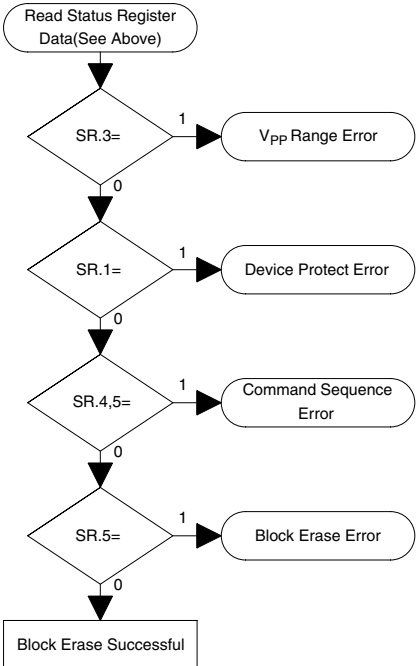 Read Status Register
Data(See Above)
SR.3=
1
VPP Range Error
0
SR.1=
1
Device Protect Error
0
SR.4,5=
1
Command Sequence
Error
0
SR.5=
1
Block Erase Error
0
Block Erase Successful